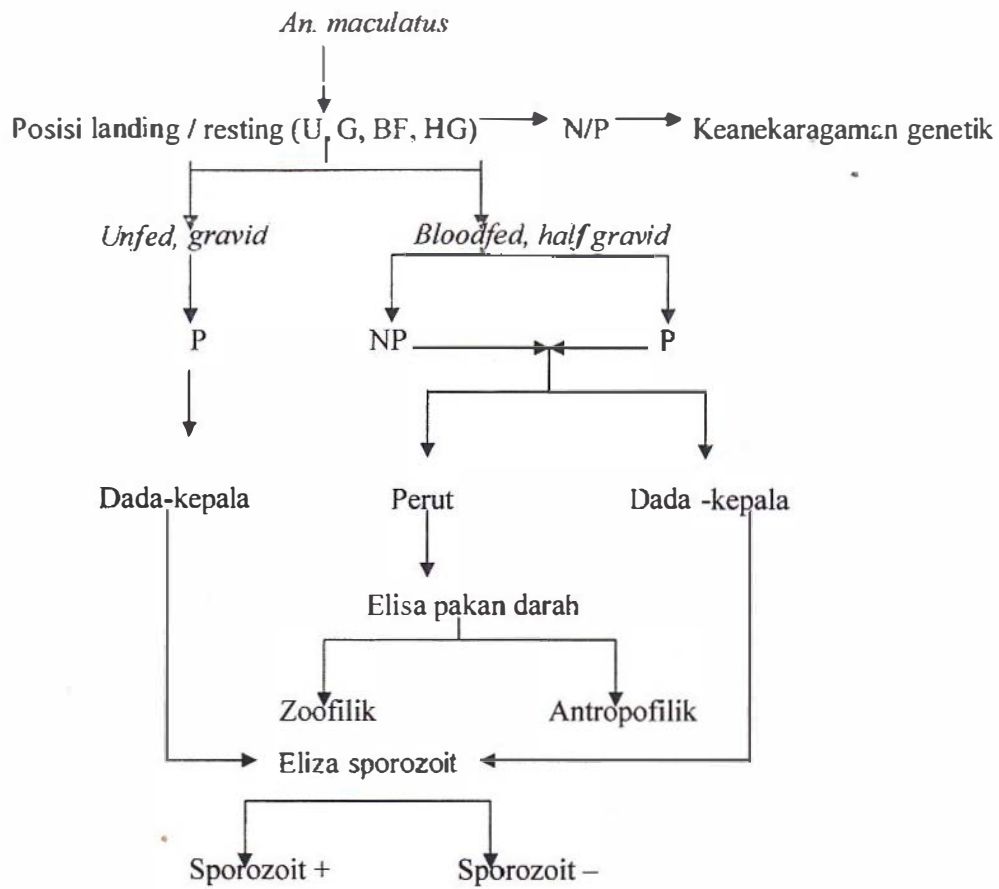 An. maculatus
Posisi landing / resting (U, G, BF, HG) N/P Keanekaragaman genetik
Unfed, gravid Bloodfed, half gravid
P NP P
Dada-kepala Perut Dada -kepala
Elisa pakan darah
Zoofilik Antropofilik
Eliza sporozoit
Sporozoit + Sporozoit –